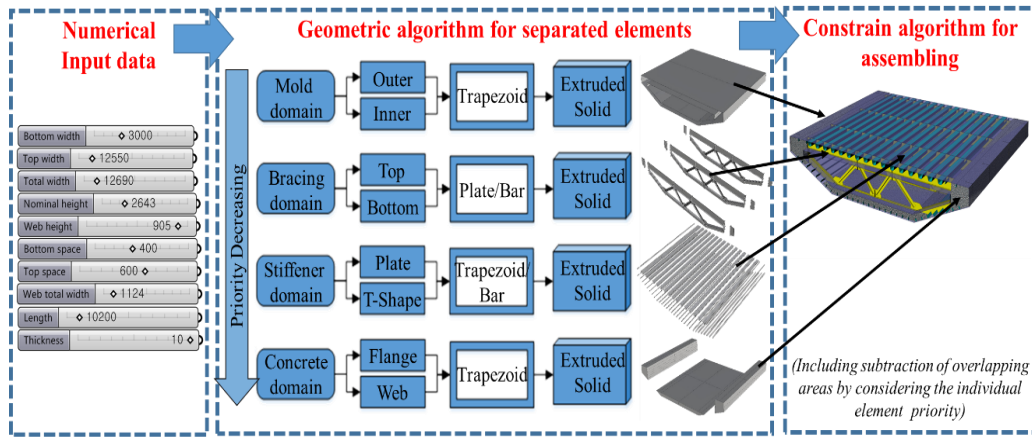 Numerical
Input data
Bottom width 3000
Top width 12550
Total width 12690
Nominal height 2643
Web height 905
Bottom space 400
Top space 600
Web total width 1124
Length 10200
Thickness 10
Geometric algorithm for separated elements
Priority Decreasing
Mold
domain
Outer
Inner
Trapezoid
Extruded
Solid
Bracing
domain
Top
Bottom
Plate/Bar
Extruded
Solid
Stiffener
domain
Plate
T-Shape
Trapezoid/
Bar
Extruded
Solid
Concrete
domain
Flange
Web
Trapezoid
Extruded
Solid
Constrain algorithm for
assembling
(Including subtraction of overlapping
areas by considering the individual
element priority)